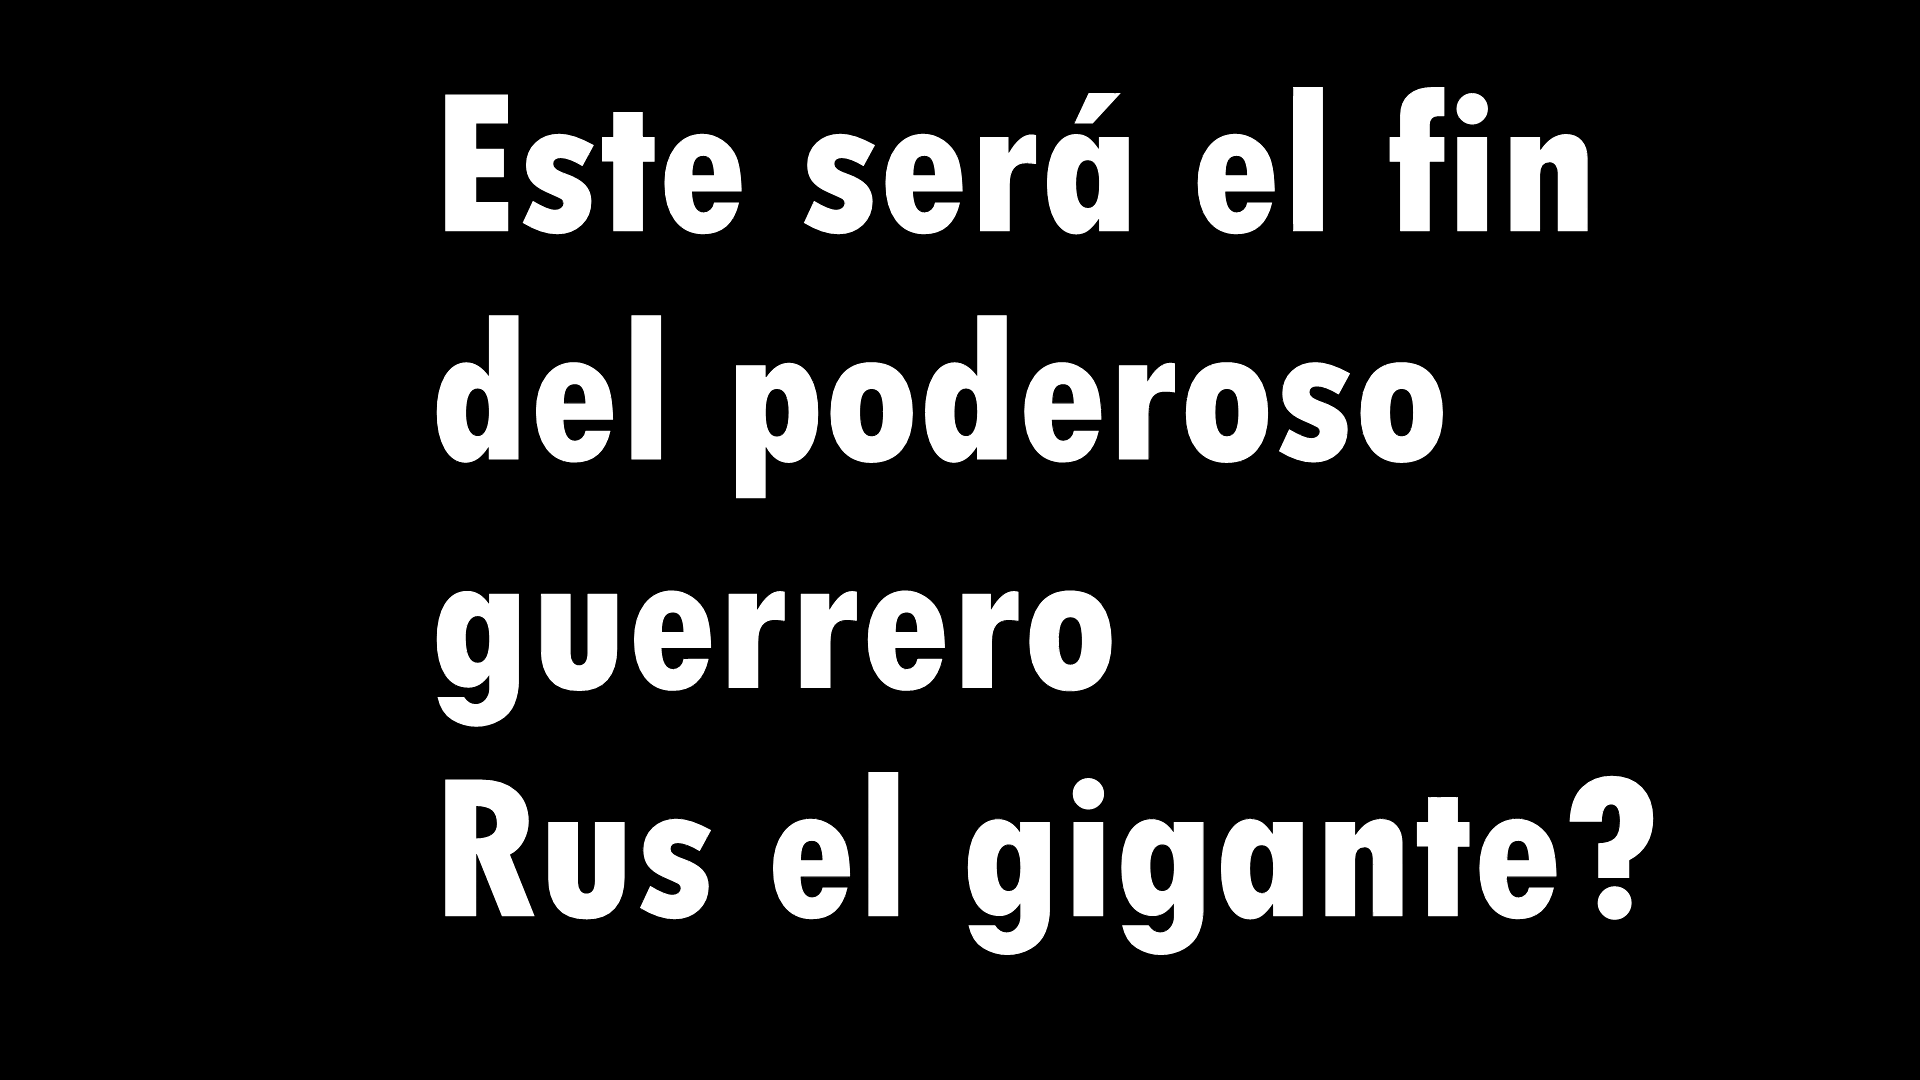 Este será el fin
del poderoso
guerrero
Rus el gigante?